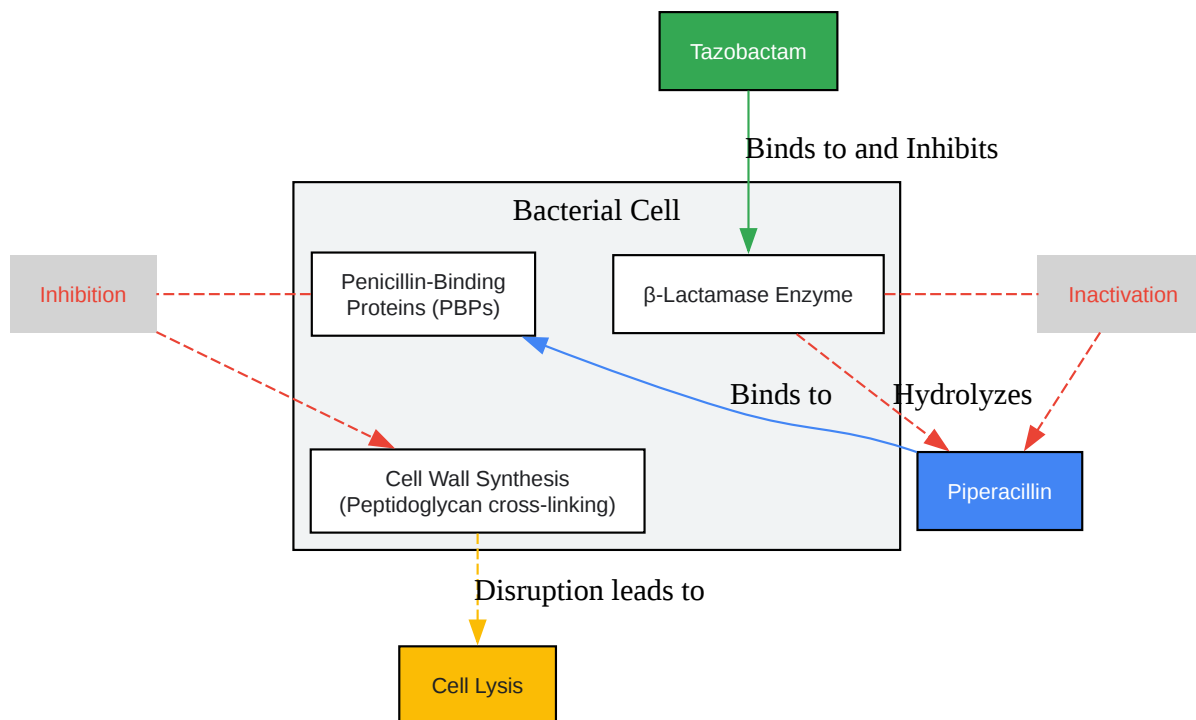 Tazobactam
Binds to and Inhibits
Bacterial Cell
Inhibition
Penicillin-Binding
Proteins (PBPs)
β-Lactamase Enzyme
Inactivation
Binds to
Hydrolyzes
Cell Wall Synthesis
(Peptidoglycan cross-linking)
Piperacillin
Disruption leads to
Cell Lysis